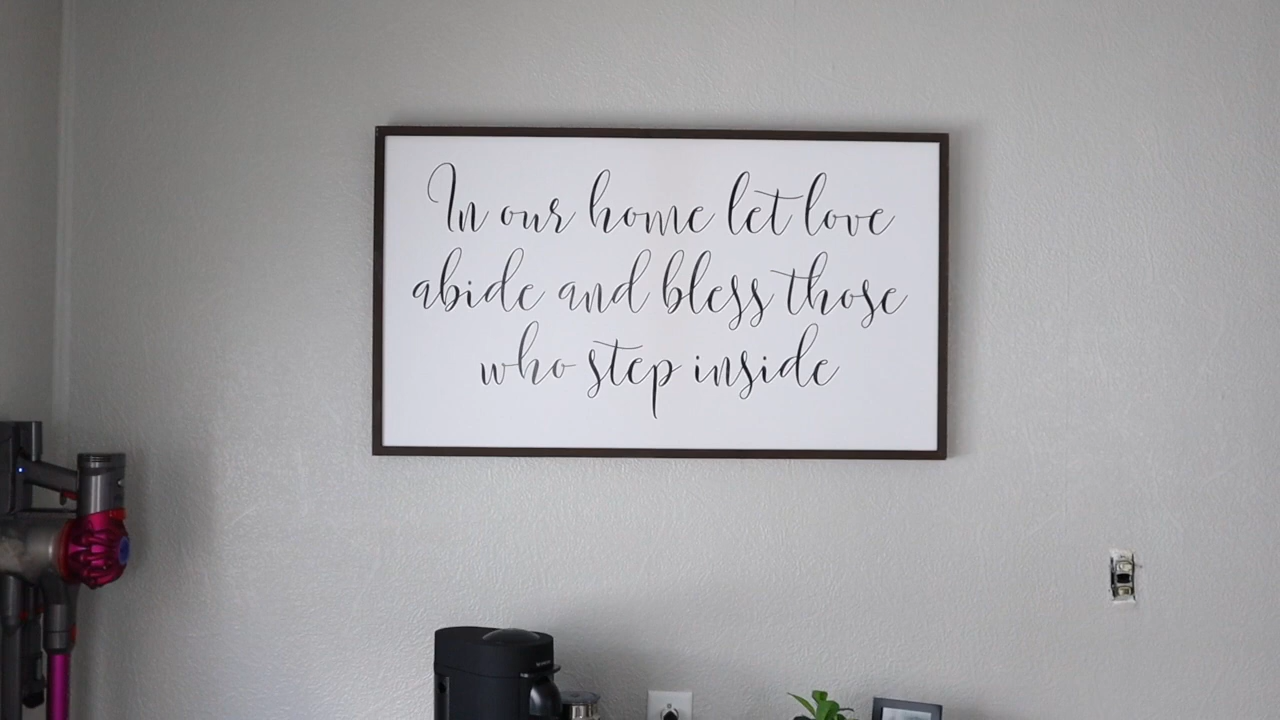 In our home let love
abide and bless those
who step inside